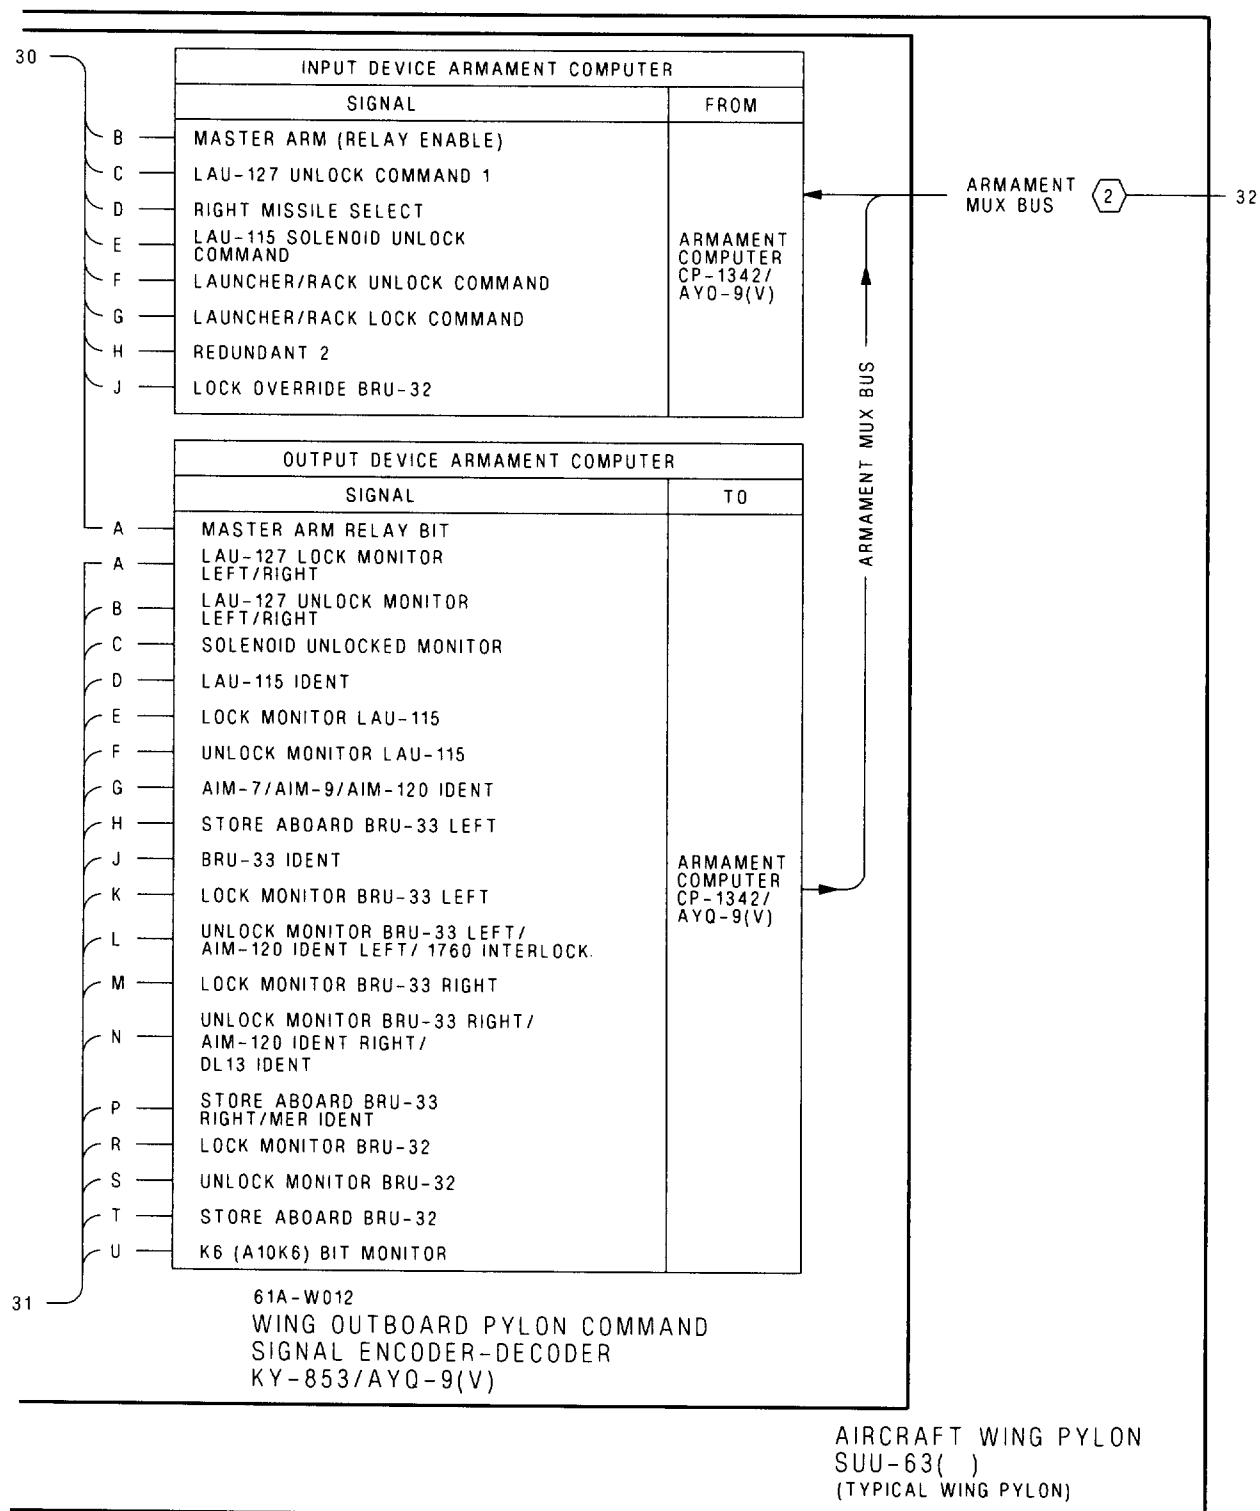 30
INPUT DEVICE ARMAMENT COMPUTER
SIGNAL FROM
B MASTER ARM (RELAY ENABLE)
C LAU-127 UNLOCK COMMAND 1
D RIGHT MISSILE SELECT
E LAU-115 SOLENOID UNLOCK
COMMAND
F LAUNCHER/RACK UNLOCK COMMAND
G LAUNCHER/RACK LOCK COMMAND
H REDUNDANT 2
J LOCK OVERRIDE BRU-32
ARMAMENT
COMPUTER
CP-1342/
AYQ-9(V)
ARMAMENT
MUX BUS
2
32
ARMAMENT MUX BUS
OUTPUT DEVICE ARMAMENT COMPUTER
SIGNAL TO
A MASTER ARM RELAY BIT
A LAU-127 LOCK MONITOR
LEFT/RIGHT
B LAU-127 UNLOCK MONITOR
LEFT/RIGHT
C SOLENOID UNLOCKED MONITOR
D LAU-115 IDENT
E LOCK MONITOR LAU-115
F UNLOCK MONITOR LAU-115
G AIM-7/AIM-9/AIM-120 IDENT
H STORE ABOARD BRU-33 LEFT
J BRU-33 IDENT
K LOCK MONITOR BRU-33 LEFT
L UNLOCK MONITOR BRU-33 LEFT/
AIM-120 IDENT LEFT/ 1760 INTERLOCK.
M LOCK MONITOR BRU-33 RIGHT
N UNLOCK MONITOR BRU-33 RIGHT/
AIM-120 IDENT RIGHT/
DL13 IDENT
P STORE ABOARD BRU-33
RIGHT/MER IDENT
R LOCK MONITOR BRU-32
S UNLOCK MONITOR BRU-32
T STORE ABOARD BRU-32
U K6 (A10K6) BIT MONITOR
ARMAMENT
COMPUTER
CP-1342/
AYQ-9(V)
31
61A-W012
WING OUTBOARD PYLON COMMAND
SIGNAL ENCODER-DECODER
KY-853/AYQ-9(V)
AIRCRAFT WING PYLON
SUU-63( )
(TYPICAL WING PYLON)